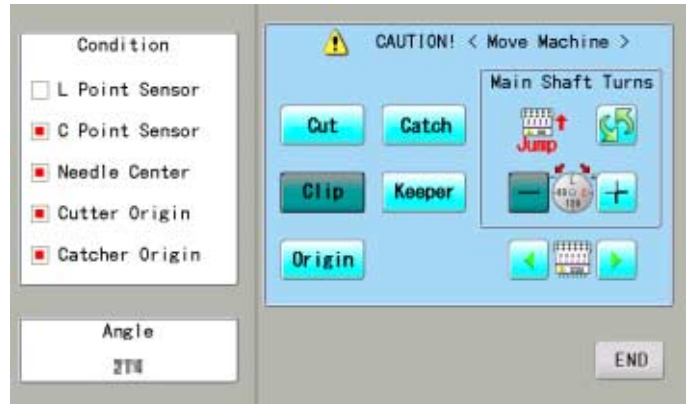 Condition
L Point Sensor
C Point Sensor
Needle Center
Cutter Origin
Catcher Origin
Angle
CAUTION! < Move Machine >
Main Shaft Turns
Cut
Catch
Jump
Clip
Keeper
L
Origin
END